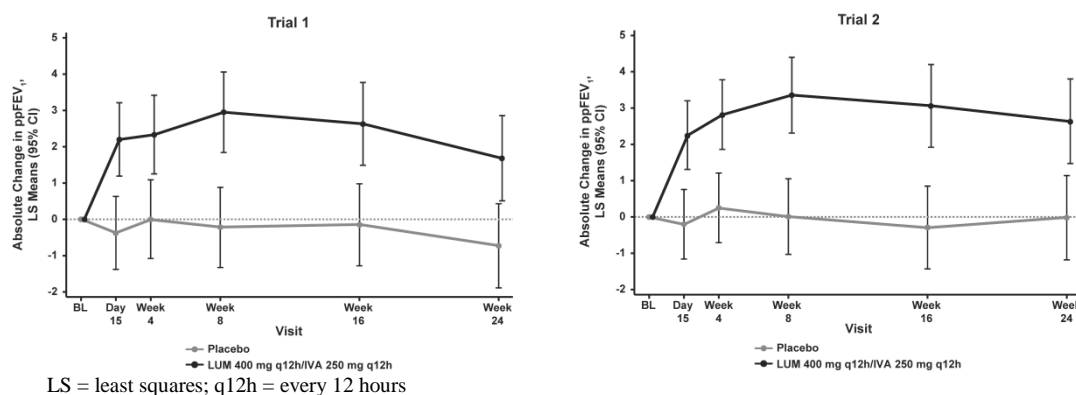 Trial 1
Absolute Change in ppFEV₁,
LS Means (95% CI)
5
4
3
2
1
0
-1
-2
BL
Day
15
Week
4
Week
8
Week
16
Week
24
Visit
Placebo
LUM 400 mg q12h/IVA 250 mg q12h
Trial 2
Absolute Change in ppFEV₁,
LS Means (95% CI)
5
4
3
2
1
0
-1
-2
BL
Day
15
Week
4
Week
8
Week
16
Week
24
Visit
Placebo
LUM 400 mg q12h/IVA 250 mg q12h
LS = least squares; q12h = every 12 hours